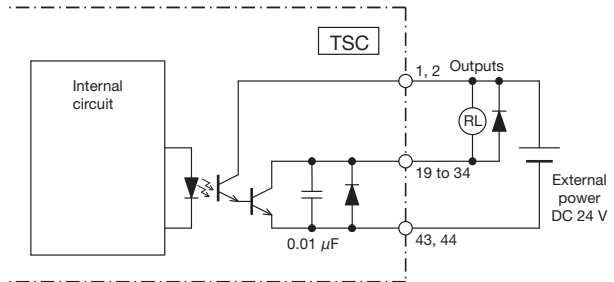 TSC
Internal
circuit
1, 2
Outputs
RL
19 to 34
External
power
DC 24 V
0.01 μF
43, 44